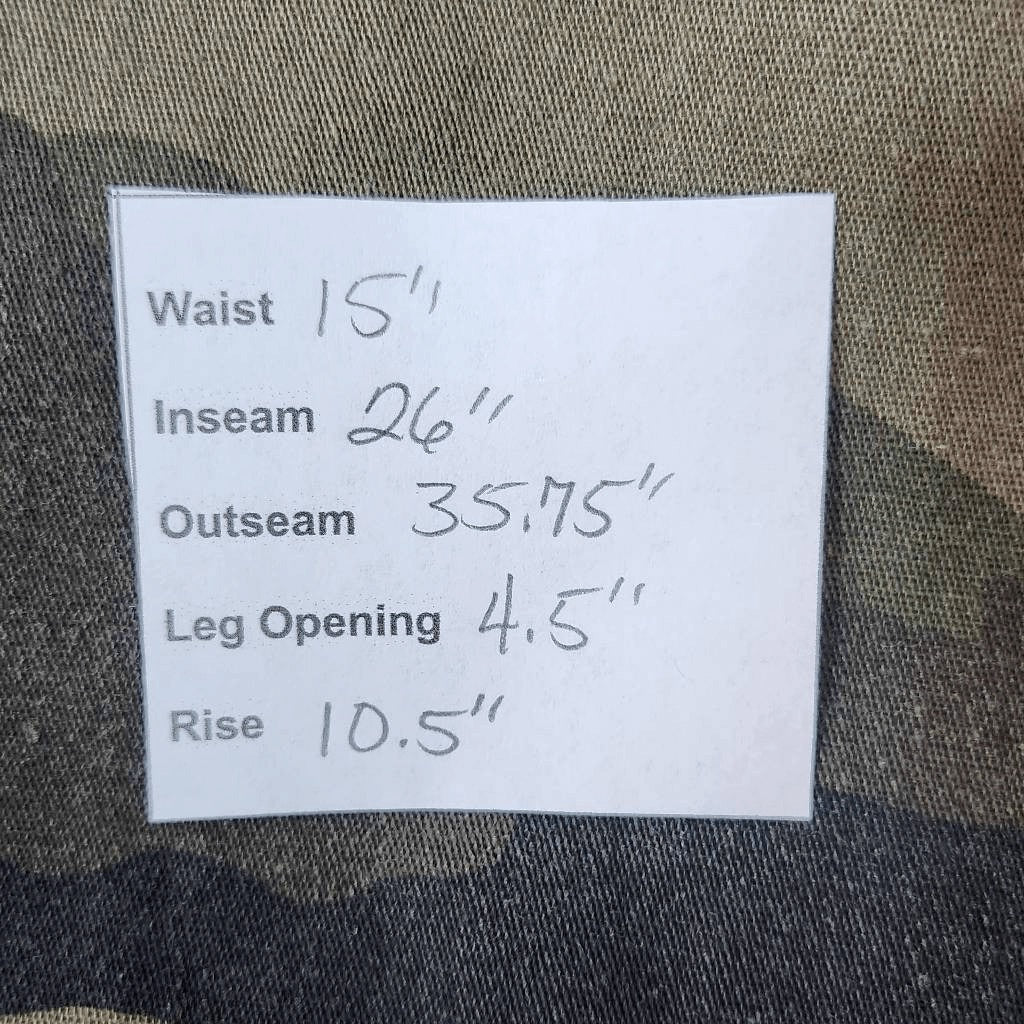 Waist 15"
Inseam 26"
Outseam 35.75"
Leg Opening 4.5"
Rise 10.5"